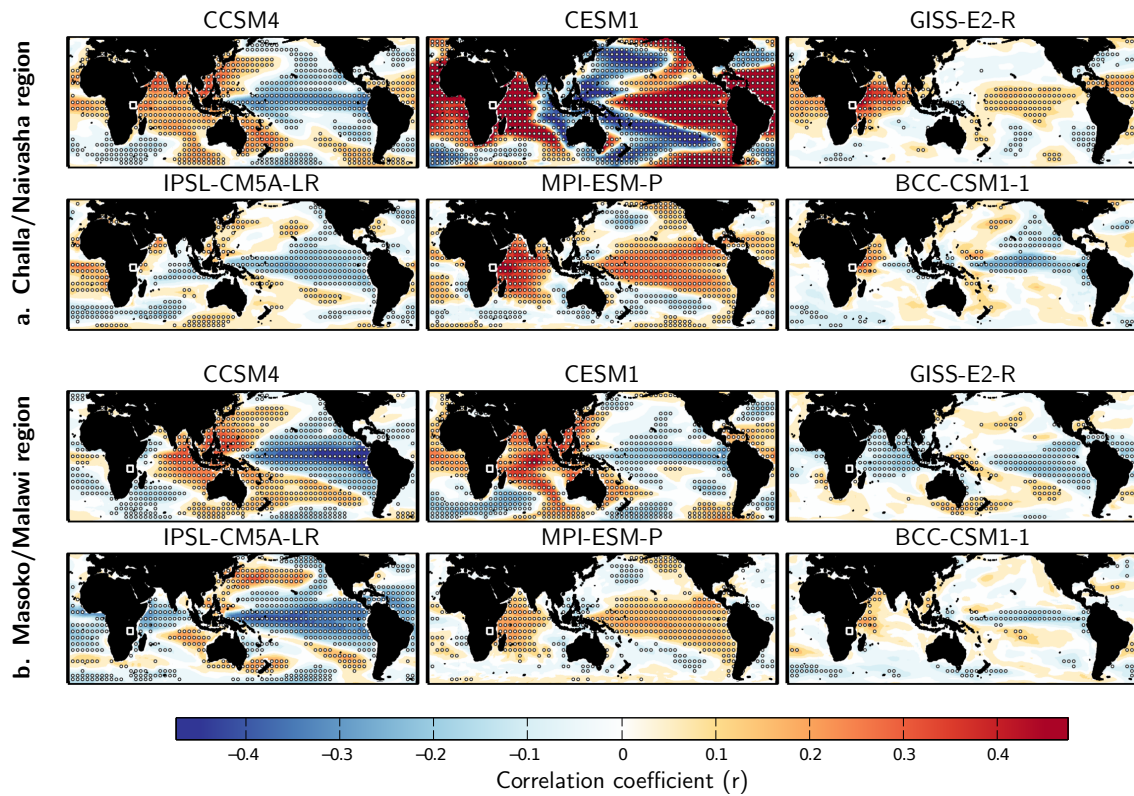 CCSM4 CESM1 GISS-E2-R
a. Challa/Naivasha region
IPSL-CM5A-LR MPI-ESM-P BCC-CSM1-1
CCSM4 CESM1 GISS-E2-R
b. Masoko/Malawi region
IPSL-CM5A-LR MPI-ESM-P BCC-CSM1-1
−0.4 −0.3 −0.2 −0.1 0 0.1 0.2 0.3 0.4
Correlation coefficient (r)